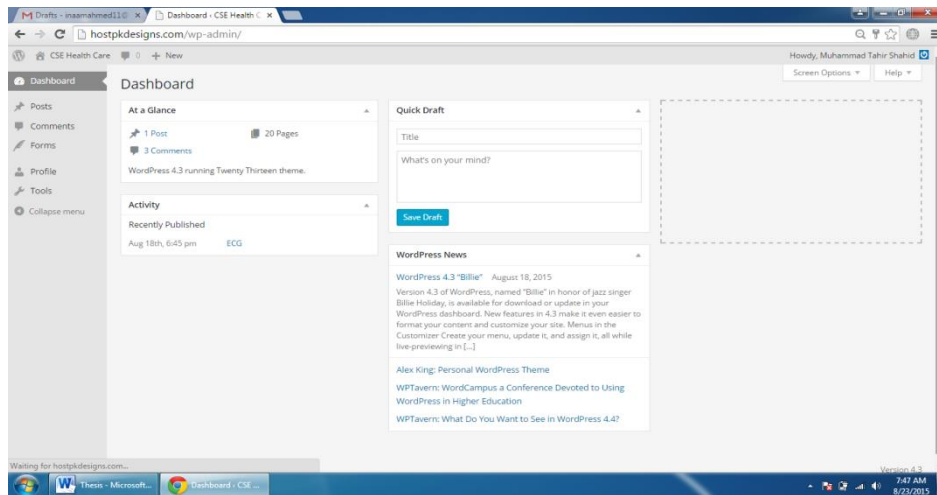 Drafts - inaamahmed11@
Dashboard ‹ CSE Health C
hostpkdesigns.com/wp-admin/
CSE Health Care 0 + New
Howdy, Muhammad Tahir Shahid
Screen Options
Help
Dashboard
Posts
Comments
Forms
Profile
Tools
Collapse menu
Dashboard
At a Glance
1 Post 20 Pages
3 Comments
WordPress 4.3 running Twenty Thirteen theme.
Activity
Recently Published
Aug 18th, 6:45 pm ECG
Quick Draft
Title
What's on your mind?
Save Draft
WordPress News
WordPress 4.3 "Billie" August 18, 2015
Version 4.3 of WordPress, named "Billie" in honor of jazz singer
Billie Holiday, is available for download or update in your
WordPress dashboard. New features in 4.3 make it even easier to
format your content and customize your site. Menus in the
Customizer Create your menu, update it, and assign it, all while
live-previewing in [...]
Alex King: Personal WordPress Theme
WPTavern: WordCampus a Conference Devoted to Using
WordPress in Higher Education
WPTavern: What Do You Want to See in WordPress 4.4?
Waiting for hostpkdesigns.com...
Version 4.3
Thesis - Microsoft...
Dashboard ‹ CSE ...
7:47 AM
8/23/2015